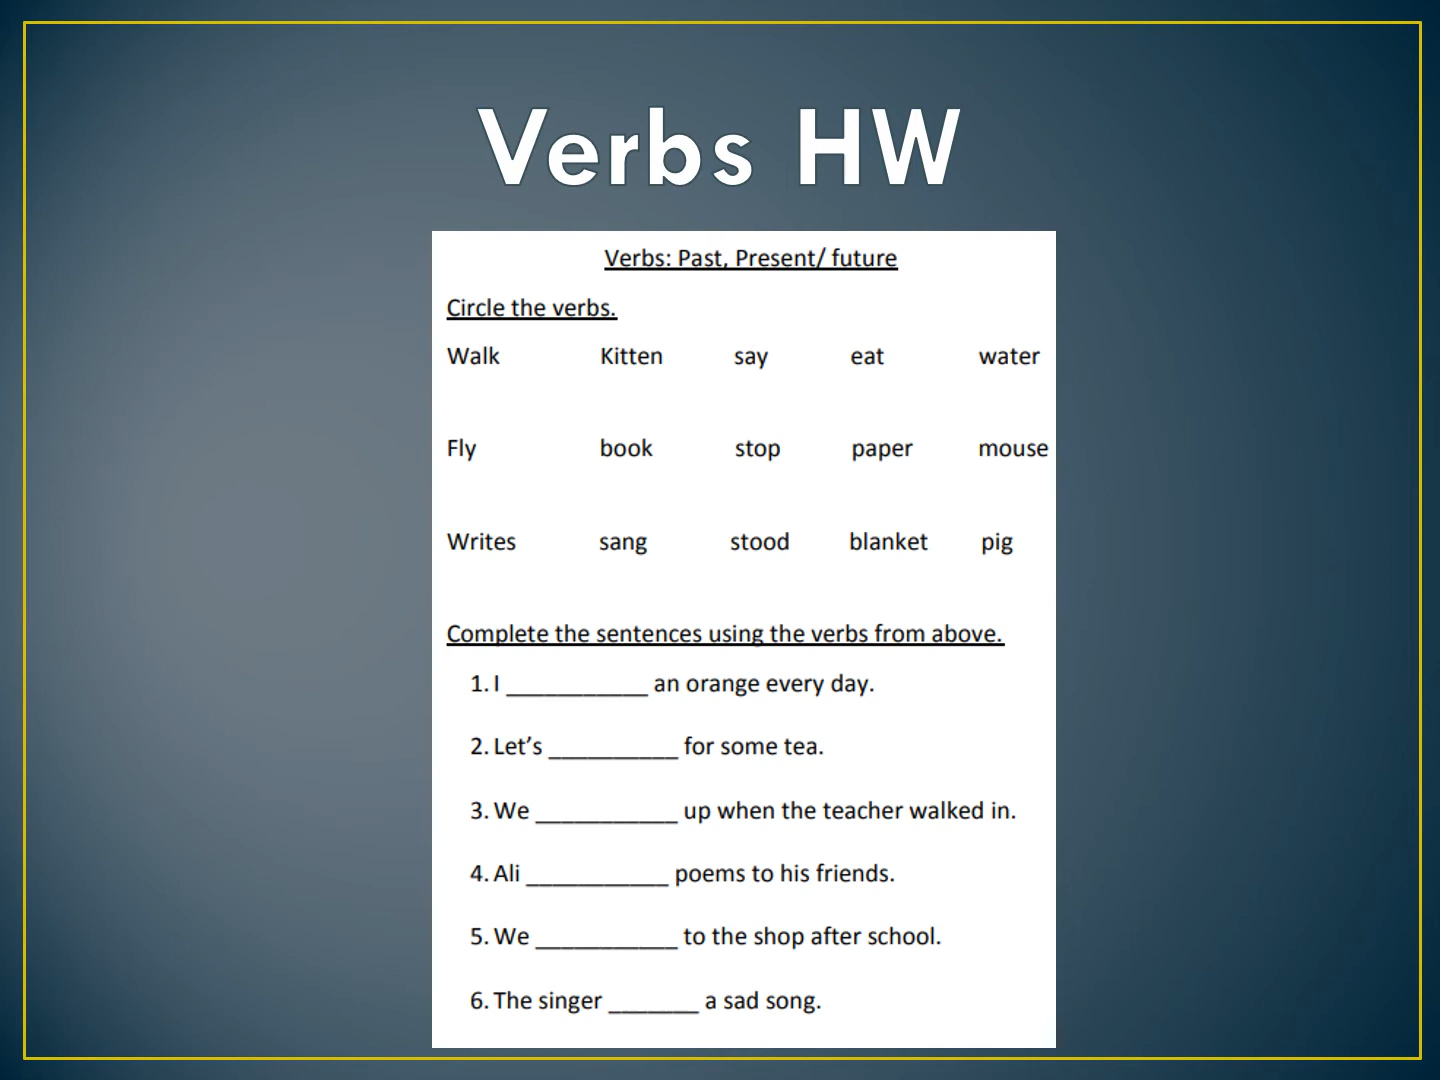 Verbs HW
Verbs: Past, Present/ future
Circle the verbs.
Walk Kitten say eat water
Fly book stop paper mouse
Writes sang stood blanket pig
Complete the sentences using the verbs from above.
1. I ___________ an orange every day.
2. Let’s __________ for some tea.
3. We ___________ up when the teacher walked in.
4. Ali ___________ poems to his friends.
5. We ___________ to the shop after school.
6. The singer _______ a sad song.